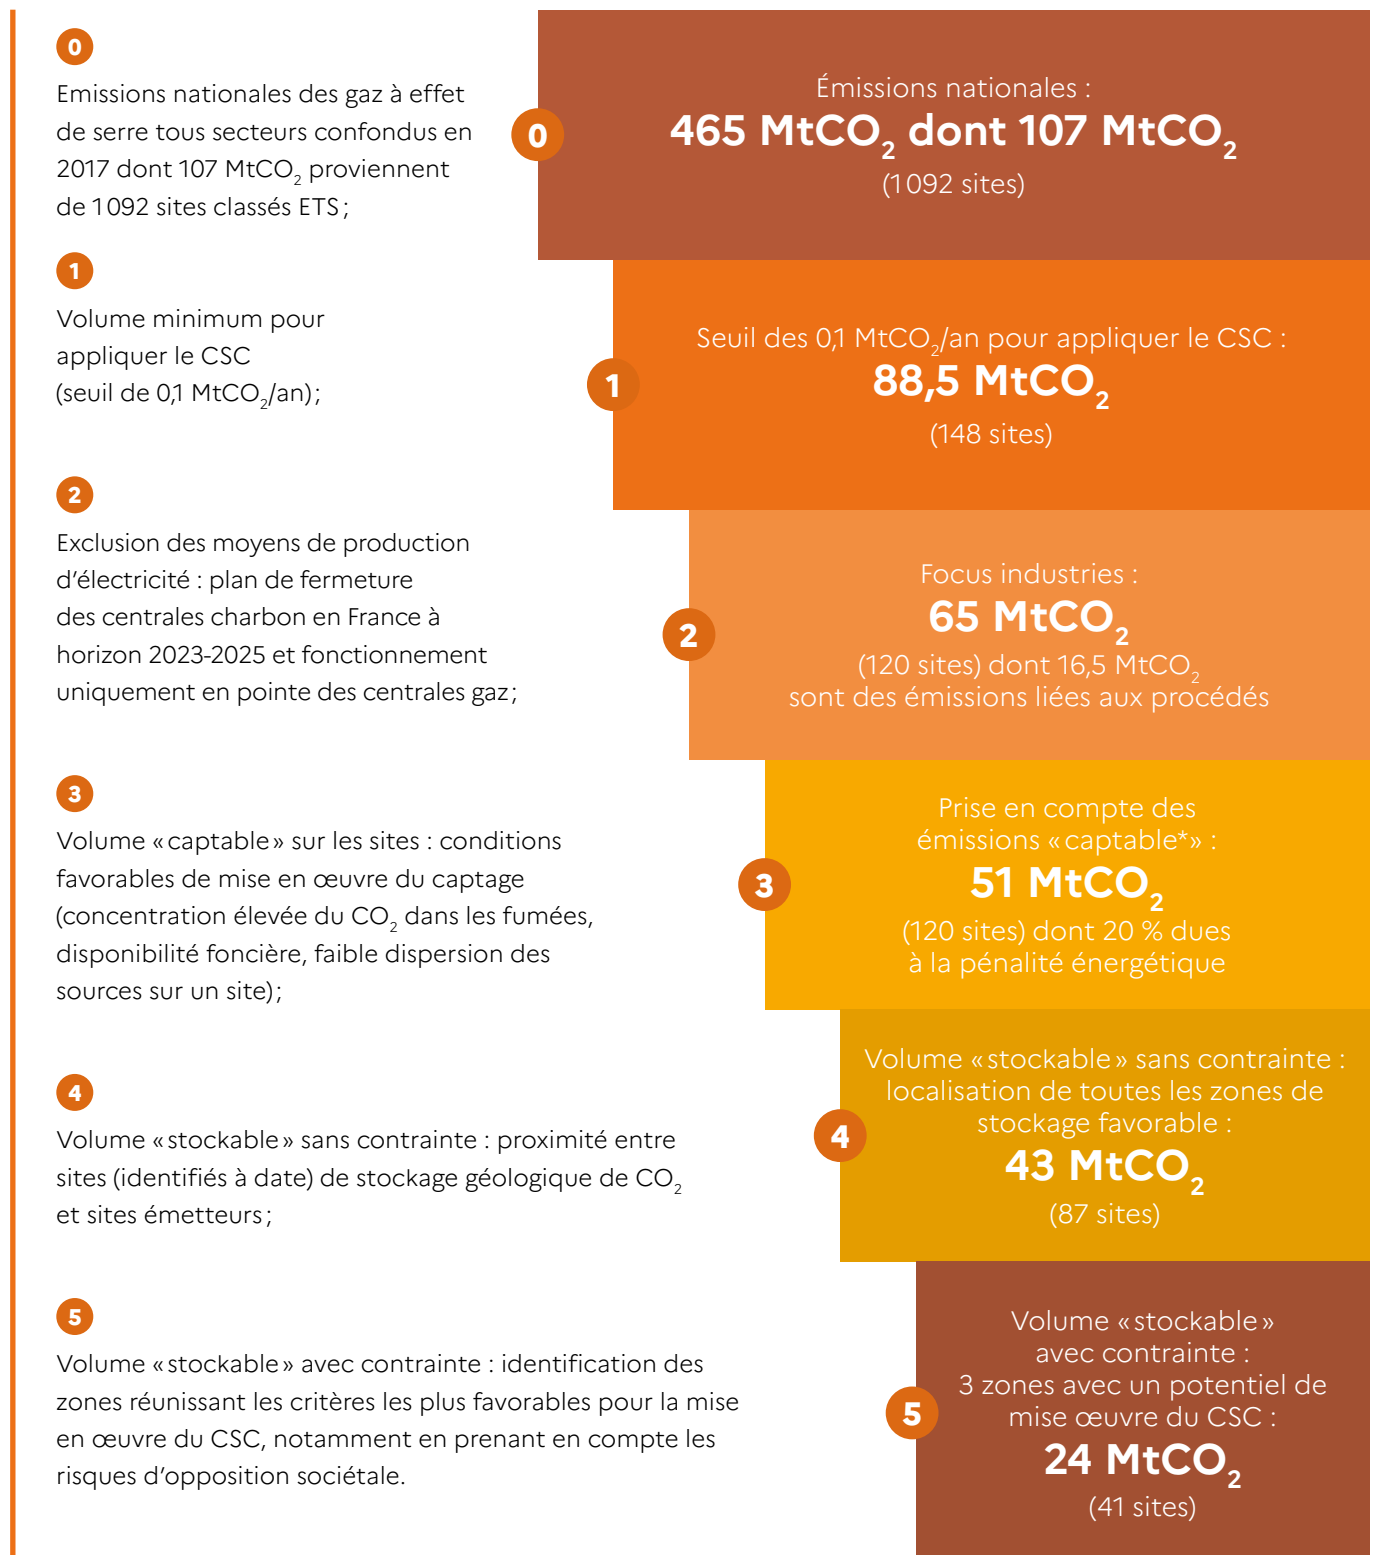 0
Emissions nationales des gaz à effet
de serre tous secteurs confondus en
2017 dont 107 MtCO₂ proviennent
de 1 092 sites classés ETS ;
1
Volume minimum pour
appliquer le CSC
(seuil de 0,1 MtCO₂/an) ;
2
Exclusion des moyens de production
d’électricité : plan de fermeture
des centrales charbon en France à
horizon 2023-2025 et fonctionnement
uniquement en pointe des centrales gaz ;
3
Volume « captable » sur les sites : conditions
favorables de mise en œuvre du captage
(concentration élevée du CO₂ dans les fumées,
disponibilité foncière, faible dispersion des
sources sur un site) ;
4
Volume « stockable » sans contrainte : proximité entre
sites (identifiés à date) de stockage géologique de CO₂
et sites émetteurs ;
5
Volume « stockable » avec contrainte : identification des
zones réunissant les critères les plus favorables pour la mise
en œuvre du CSC, notamment en prenant en compte les
risques d’opposition sociétale.
0
Émissions nationales :
465 MtCO₂ dont 107 MtCO₂
(1 092 sites)
1
Seuil des 0,1 MtCO₂/an pour appliquer le CSC :
88,5 MtCO₂
(148 sites)
2
Focus industries :
65 MtCO₂
(120 sites) dont 16,5 MtCO₂
sont des émissions liées aux procédés
3
Prise en compte des
émissions « captable* » :
51 MtCO₂
(120 sites) dont 20 % dues
à la pénalité énergétique
4
Volume « stockable » sans contrainte :
localisation de toutes les zones de
stockage favorable :
43 MtCO₂
(87 sites)
5
Volume « stockable »
avec contrainte :
3 zones avec un potentiel de
mise œuvre du CSC :
24 MtCO₂
(41 sites)